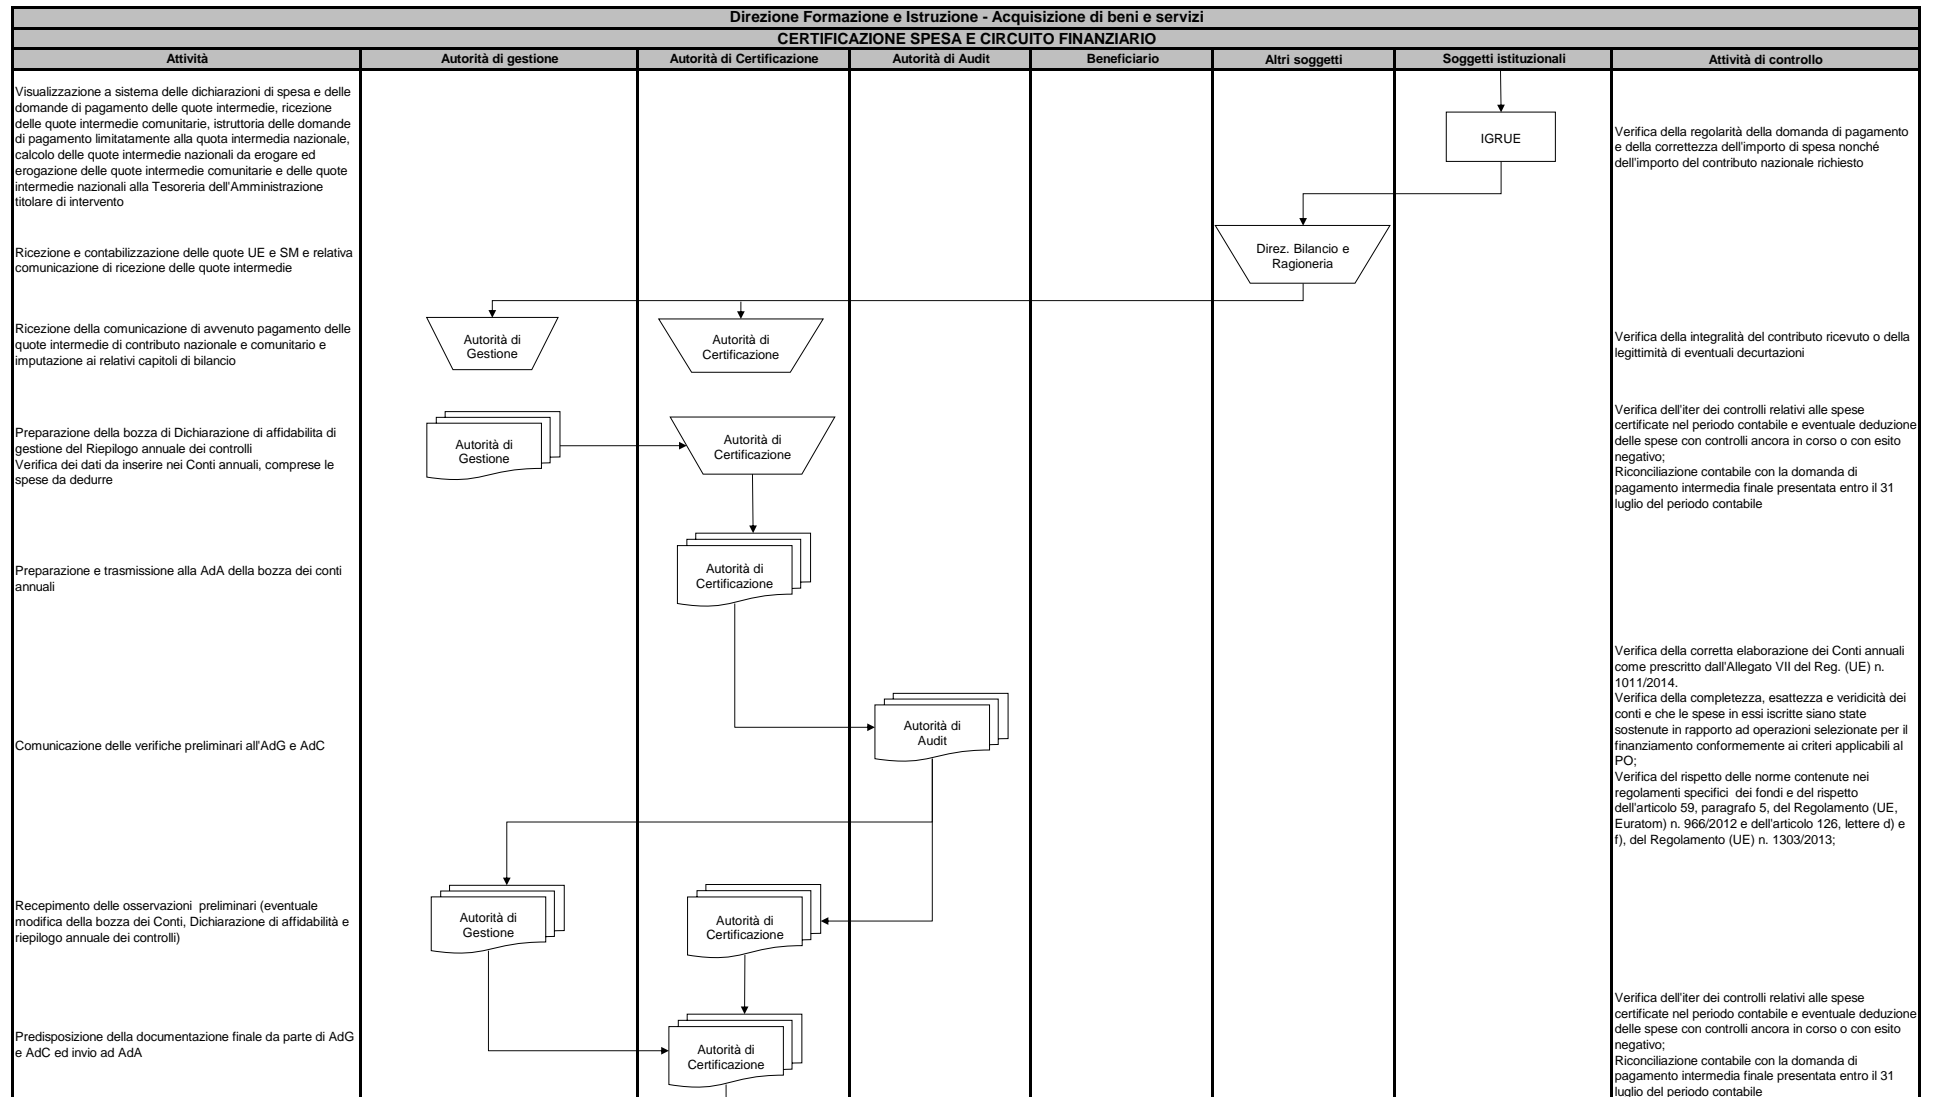 Direzione Formazione e Istruzione - Acquisizione di beni e servizi
CERTIFICAZIONE SPESA E CIRCUITO FINANZIARIO
Attività
Autorità di gestione
Autorità di Certificazione
Autorità di Audit
Beneficiario
Altri soggetti
Soggetti istituzionali
Attività di controllo
Visualizzazione a sistema delle dichiarazioni di spesa e delle
domande di pagamento delle quote intermedie, ricezione
delle quote intermedie comunitarie, istruttoria delle domande
di pagamento limitatamente alla quota intermedia nazionale,
calcolo delle quote intermedie nazionali da erogare ed
erogazione delle quote intermedie comunitarie e delle quote
intermedie nazionali alla Tesoreria dell'Amministrazione
titolare di intervento
IGRUE
Verifica della regolarità della domanda di pagamento
e della correttezza dell'importo di spesa nonché
dell'importo del contributo nazionale richiesto
Ricezione e contabilizzazione delle quote UE e SM e relativa
comunicazione di ricezione delle quote intermedie
Direz. Bilancio e
Ragioneria
Ricezione della comunicazione di avvenuto pagamento delle
quote intermedie di contributo nazionale e comunitario e
imputazione ai relativi capitoli di bilancio
Autorità di
Gestione
Autorità di
Certificazione
Verifica della integralità del contributo ricevuto o della
legittimità di eventuali decurtazioni
Preparazione della bozza di Dichiarazione di affidabilita di
gestione del Riepilogo annuale dei controlli
Verifica dei dati da inserire nei Conti annuali, comprese le
spese da dedurre
Autorità di
Gestione
Autorità di
Certificazione
Verifica dell'iter dei controlli relativi alle spese
certificate nel periodo contabile e eventuale deduzione
delle spese con controlli ancora in corso o con esito
negativo;
Riconciliazione contabile con la domanda di
pagamento intermedia finale presentata entro il 31
luglio del periodo contabile
Preparazione e trasmissione alla AdA della bozza dei conti
annuali
Autorità di
Certificazione
Comunicazione delle verifiche preliminari all'AdG e AdC
Autorità di
Audit
Verifica della corretta elaborazione dei Conti annuali
come prescritto dall'Allegato VII del Reg. (UE) n.
1011/2014.
Verifica della completezza, esattezza e veridicità dei
conti e che le spese in essi iscritte siano state
sostenute in rapporto ad operazioni selezionate per il
finanziamento conformemente ai criteri applicabili al
PO;
Verifica del rispetto delle norme contenute nei
regolamenti specifici dei fondi e del rispetto
dell'articolo 59, paragrafo 5, del Regolamento (UE,
Euratom) n. 966/2012 e dell'articolo 126, lettere d) e
f), del Regolamento (UE) n. 1303/2013;
Recepimento delle osservazioni preliminari (eventuale
modifica della bozza dei Conti, Dichiarazione di affidabilità e
riepilogo annuale dei controlli)
Autorità di
Gestione
Autorità di
Certificazione
Predisposizione della documentazione finale da parte di AdG
e AdC ed invio ad AdA
Autorità di
Certificazione
Verifica dell'iter dei controlli relativi alle spese
certificate nel periodo contabile e eventuale deduzione
delle spese con controlli ancora in corso o con esito
negativo;
Riconciliazione contabile con la domanda di
pagamento intermedia finale presentata entro il 31
luglio del periodo contabile